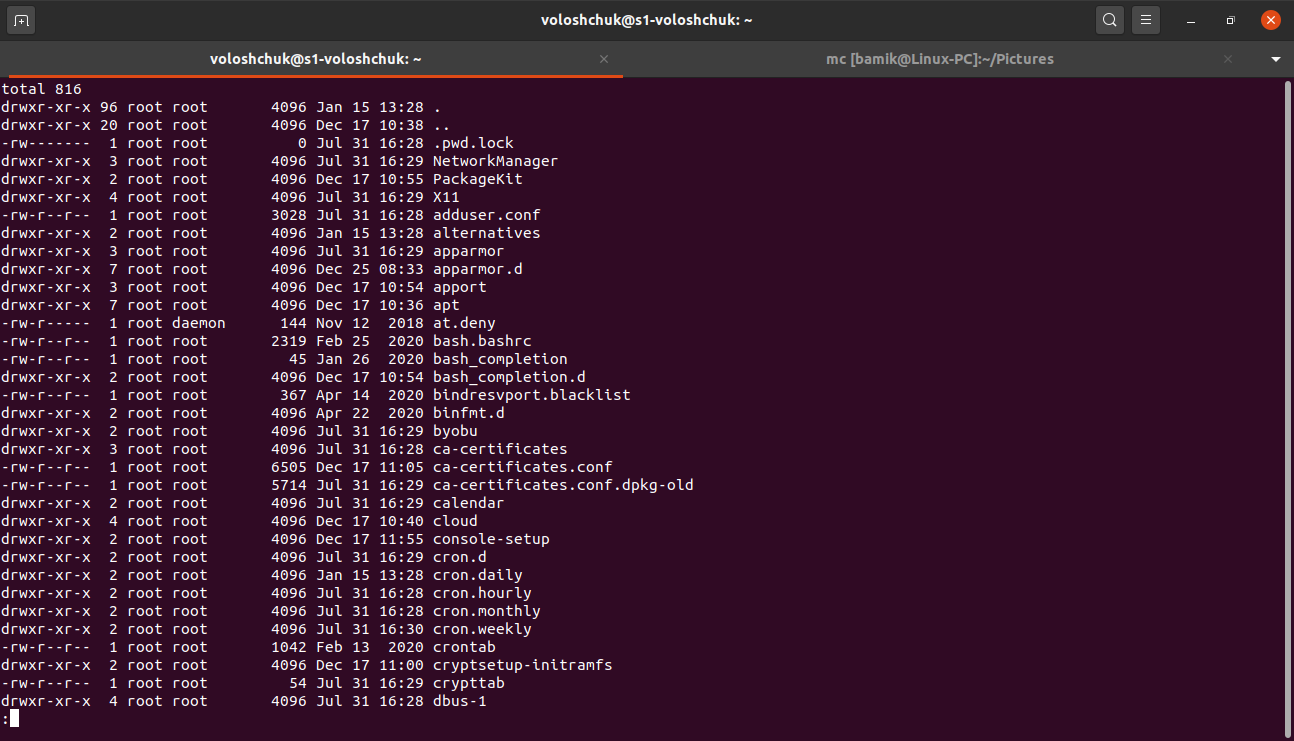 voloshchuk@s1-voloshchuk: ~
voloshchuk@s1-voloshchuk: ~
mc [bamik@Linux-PC]:~/Pictures
total 816
drwxr-xr-x 96 root root       4096 Jan 15 13:28 .
drwxr-xr-x 20 root root       4096 Dec 17 10:38 ..
-rw-------  1 root root          0 Jul 31 16:28 .pwd.lock
drwxr-xr-x  3 root root       4096 Jul 31 16:29 NetworkManager
drwxr-xr-x  2 root root       4096 Dec 17 10:55 PackageKit
drwxr-xr-x  4 root root       4096 Jul 31 16:29 X11
-rw-r--r--  1 root root       3028 Jul 31 16:28 adduser.conf
drwxr-xr-x  2 root root       4096 Jan 15 13:28 alternatives
drwxr-xr-x  3 root root       4096 Jul 31 16:29 apparmor
drwxr-xr-x  7 root root       4096 Dec 25 08:33 apparmor.d
drwxr-xr-x  3 root root       4096 Dec 17 10:54 apport
drwxr-xr-x  7 root root       4096 Dec 17 10:36 apt
-rw-r-----  1 root daemon      144 Nov 12  2018 at.deny
-rw-r--r--  1 root root       2319 Feb 25  2020 bash.bashrc
-rw-r--r--  1 root root         45 Jan 26  2020 bash_completion
drwxr-xr-x  2 root root       4096 Dec 17 10:54 bash_completion.d
-rw-r--r--  1 root root        367 Apr 14  2020 bindresvport.blacklist
drwxr-xr-x  2 root root       4096 Apr 22  2020 binfmt.d
drwxr-xr-x  2 root root       4096 Jul 31 16:29 byobu
drwxr-xr-x  3 root root       4096 Jul 31 16:28 ca-certificates
-rw-r--r--  1 root root       6505 Dec 17 11:05 ca-certificates.conf
-rw-r--r--  1 root root       5714 Jul 31 16:29 ca-certificates.conf.dpkg-old
drwxr-xr-x  2 root root       4096 Jul 31 16:29 calendar
drwxr-xr-x  4 root root       4096 Dec 17 10:40 cloud
drwxr-xr-x  2 root root       4096 Dec 17 11:55 console-setup
drwxr-xr-x  2 root root       4096 Jul 31 16:29 cron.d
drwxr-xr-x  2 root root       4096 Jan 15 13:28 cron.daily
drwxr-xr-x  2 root root       4096 Jul 31 16:28 cron.hourly
drwxr-xr-x  2 root root       4096 Jul 31 16:28 cron.monthly
drwxr-xr-x  2 root root       4096 Jul 31 16:30 cron.weekly
-rw-r--r--  1 root root       1042 Feb 13  2020 crontab
drwxr-xr-x  2 root root       4096 Dec 17 11:00 cryptsetup-initramfs
-rw-r--r--  1 root root         54 Jul 31 16:29 crypttab
drwxr-xr-x  4 root root       4096 Jul 31 16:28 dbus-1
: